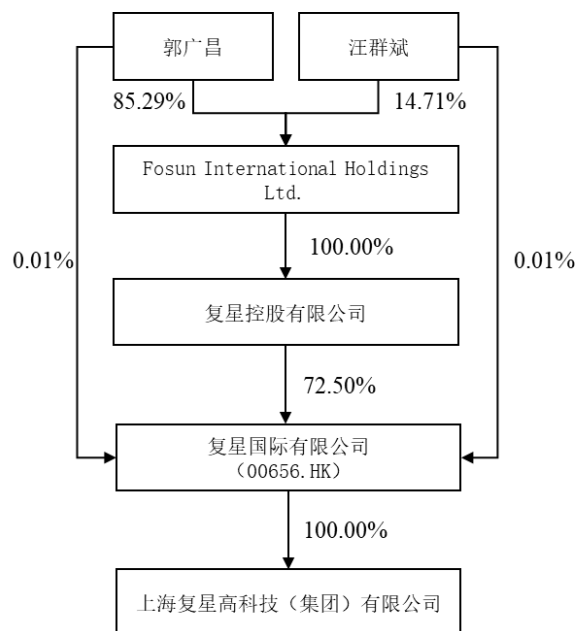 郭广昌
汪群斌
85.29%
14.71%
Fosun International Holdings
Ltd.
0.01%
100.00%
0.01%
复星控股有限公司
72.50%
复星国际有限公司
（00656.HK）
100.00%
上海复星高科技（集团）有限公司